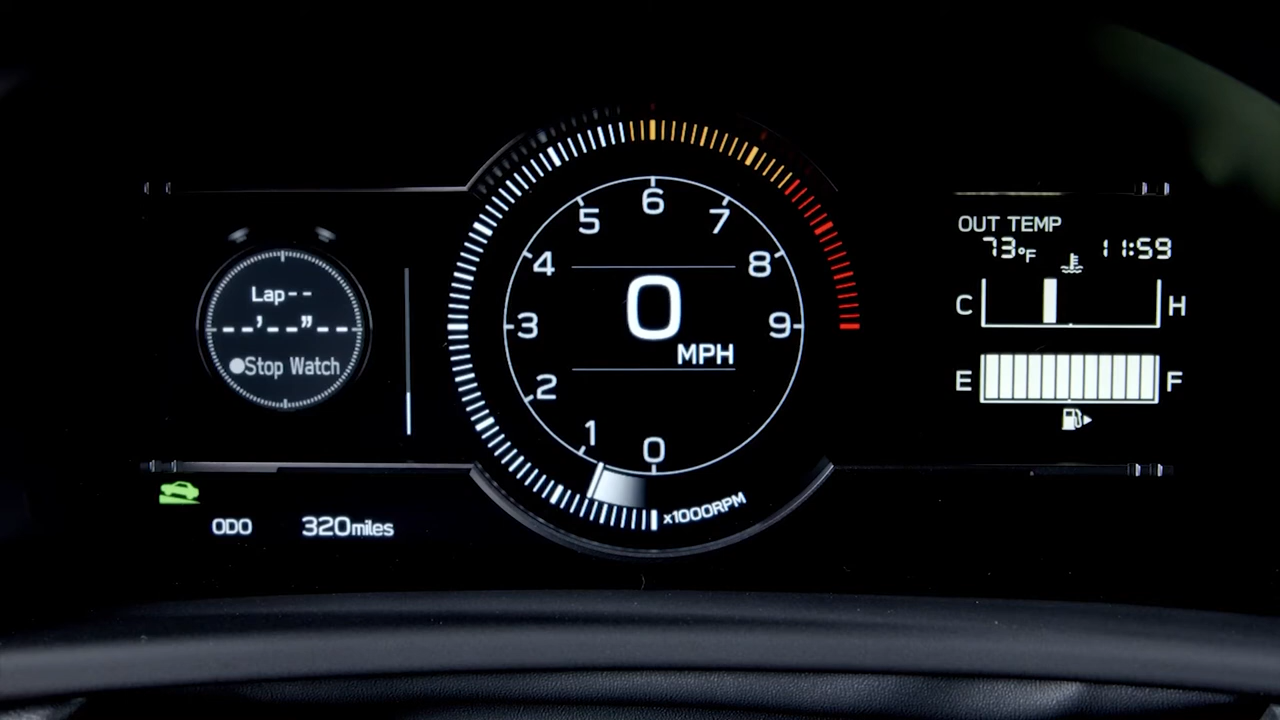 Lap--
--'--"--
●Stop Watch
ODO 320miles
0
1
2
3
4
5
6
7
8
9
0
MPH
x1000RPM
OUT TEMP
73°F 11:59
C H
E F